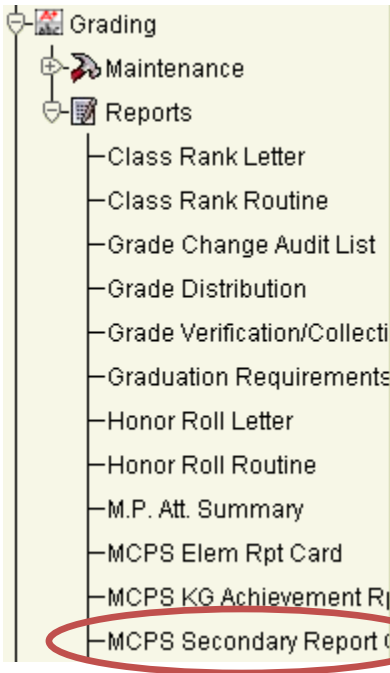 Grading
Maintenance
Reports
Class Rank Letter
Class Rank Routine
Grade Change Audit List
Grade Distribution
Grade Verification/Collecti
Graduation Requirements
Honor Roll Letter
Honor Roll Routine
M.P. Att. Summary
MCPS Elem Rpt Card
MCPS KG Achievement R
MCPS Secondary Report